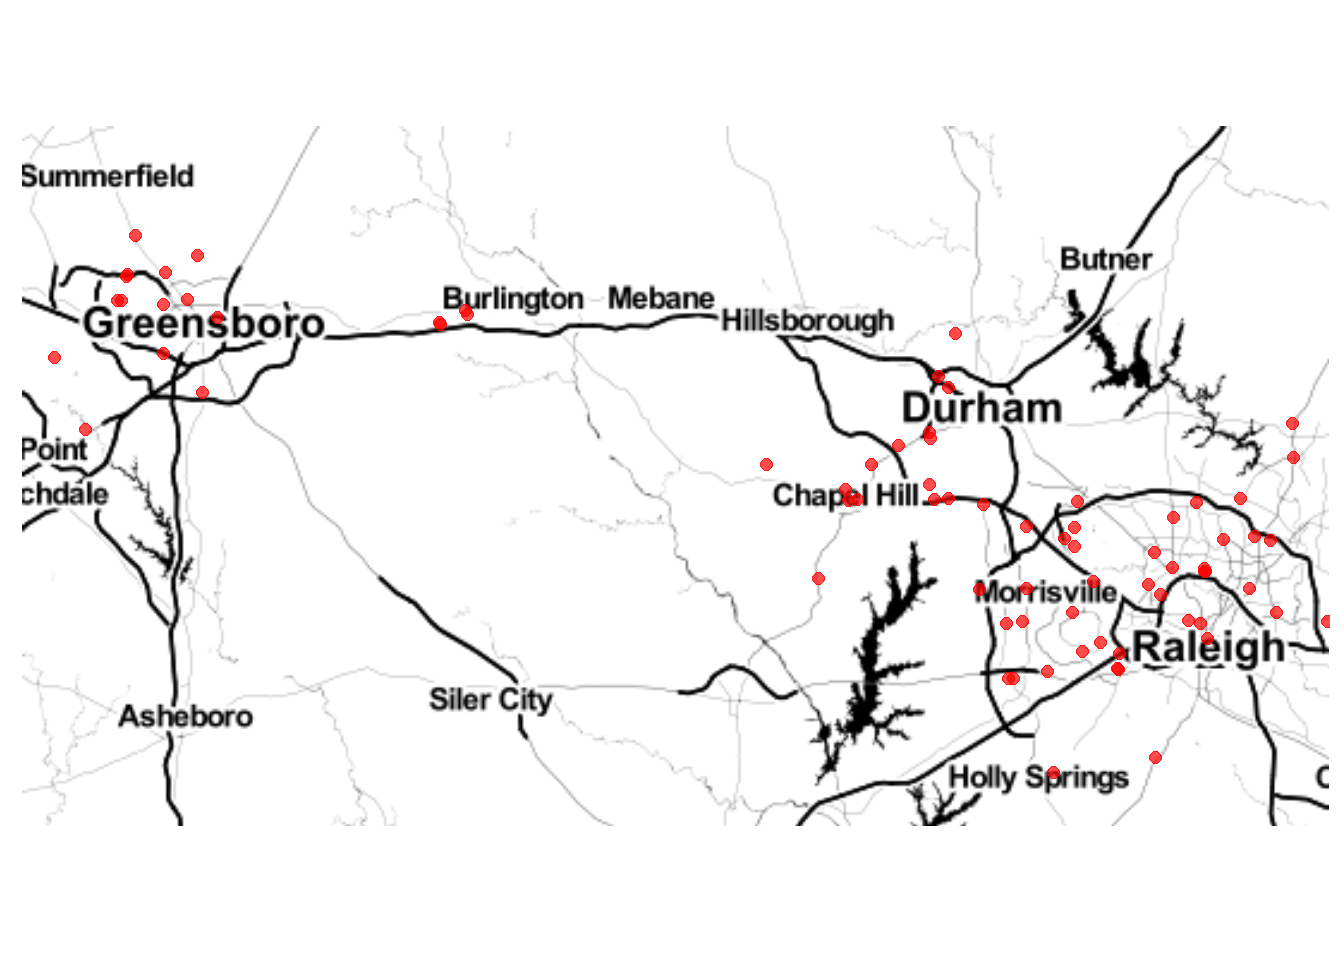 Summerfield
Butner
Burlington
Mebane
Hillsborough
Greensboro
Durham
Point
chdale
Chapel Hill
Morrisville
Raleigh
Siler City
Asheboro
Holly Springs
C